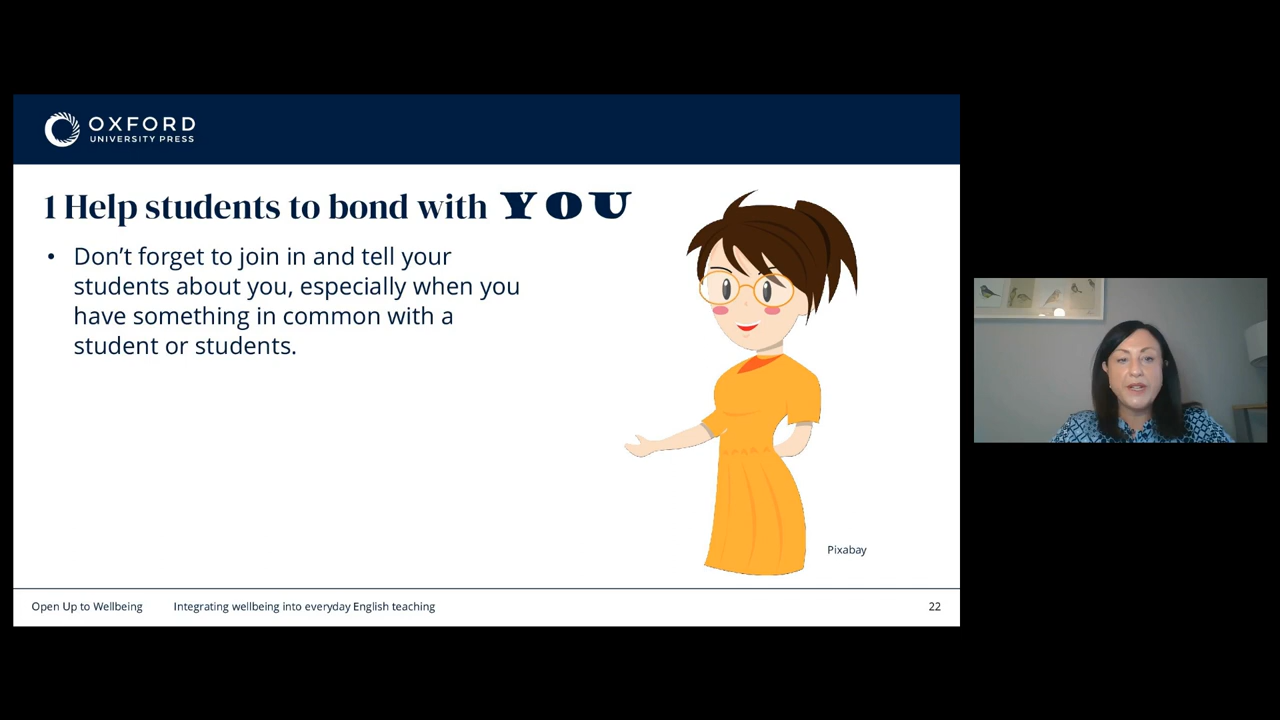 OXFORD
UNIVERSITY PRESS
1 Help students to bond with YOU
• Don’t forget to join in and tell your
students about you, especially when you
have something in common with a
student or students.
Pixabay
Open Up to Wellbeing Integrating wellbeing into everyday English teaching 22